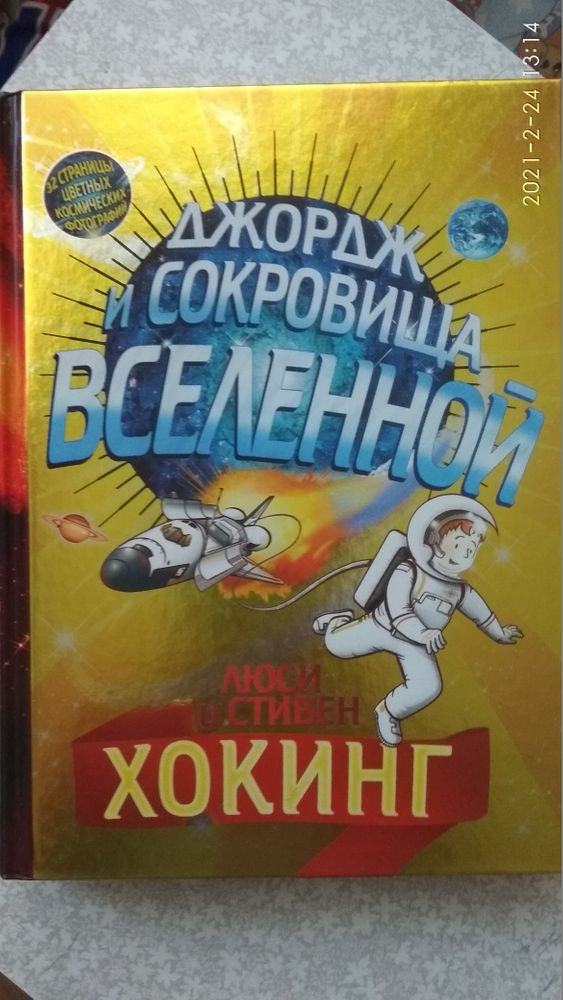 2021-2-24 13:14
32 СТРАНИЦЫ
ЦВЕТНЫХ
КОСМИЧЕСКИХ
ФОТОГРАФИЙ
ДЖОРДЖ
И СОКРОВИЩА
ВСЕЛЕННОЙ
ЛЮСИ
И СТИВЕН
ХОКИНГ